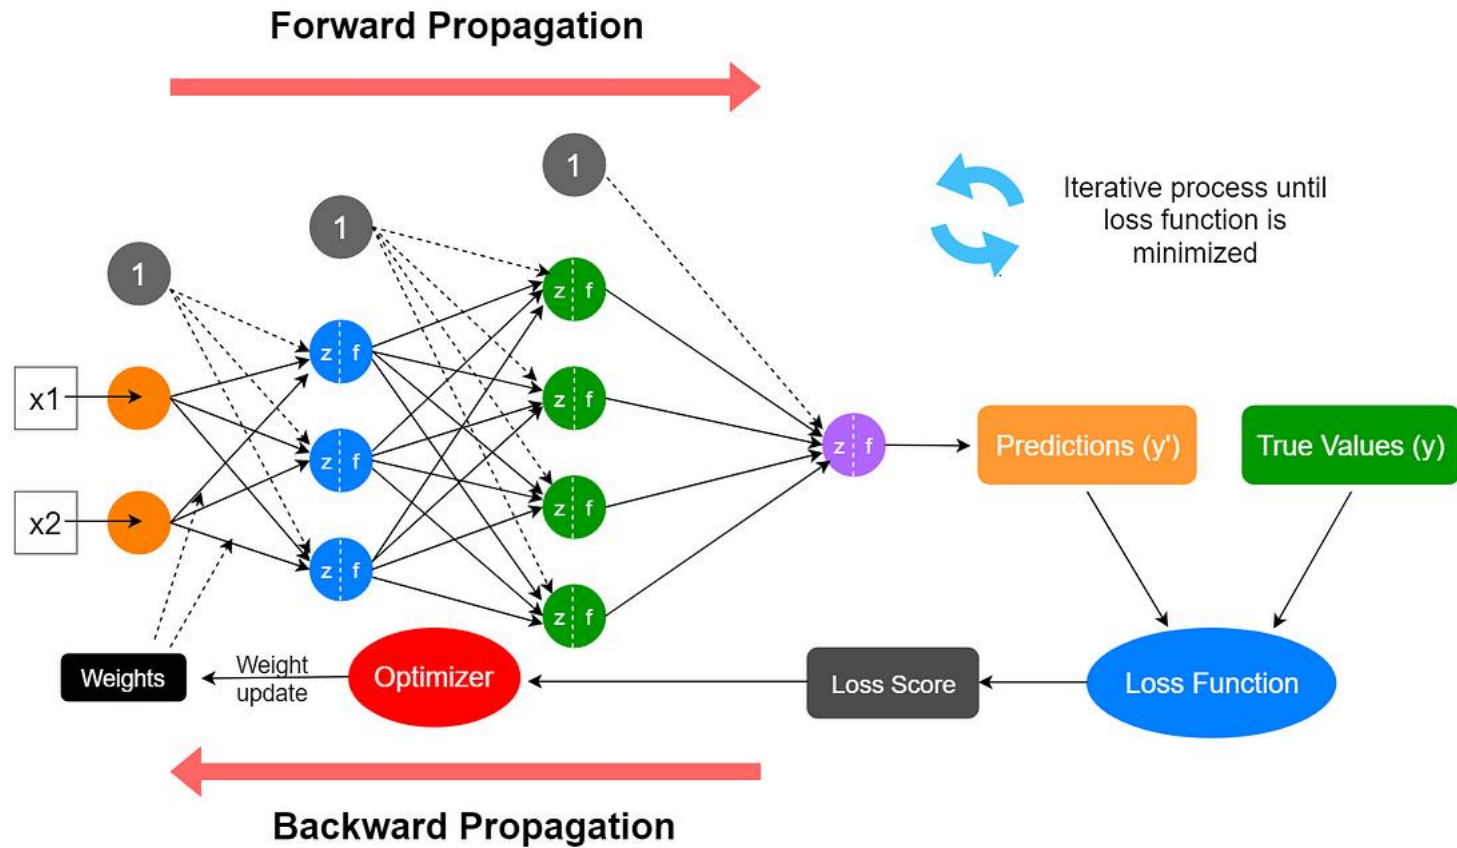 Forward Propagation
1
1
1
Iterative process until
loss function is
minimized
z f
z f
x1
z f
z f
z f
Predictions (y')
True Values (y)
x2
z f
z f
z f
Weights
Weight
update
Optimizer
Loss Score
Loss Function
Backward Propagation